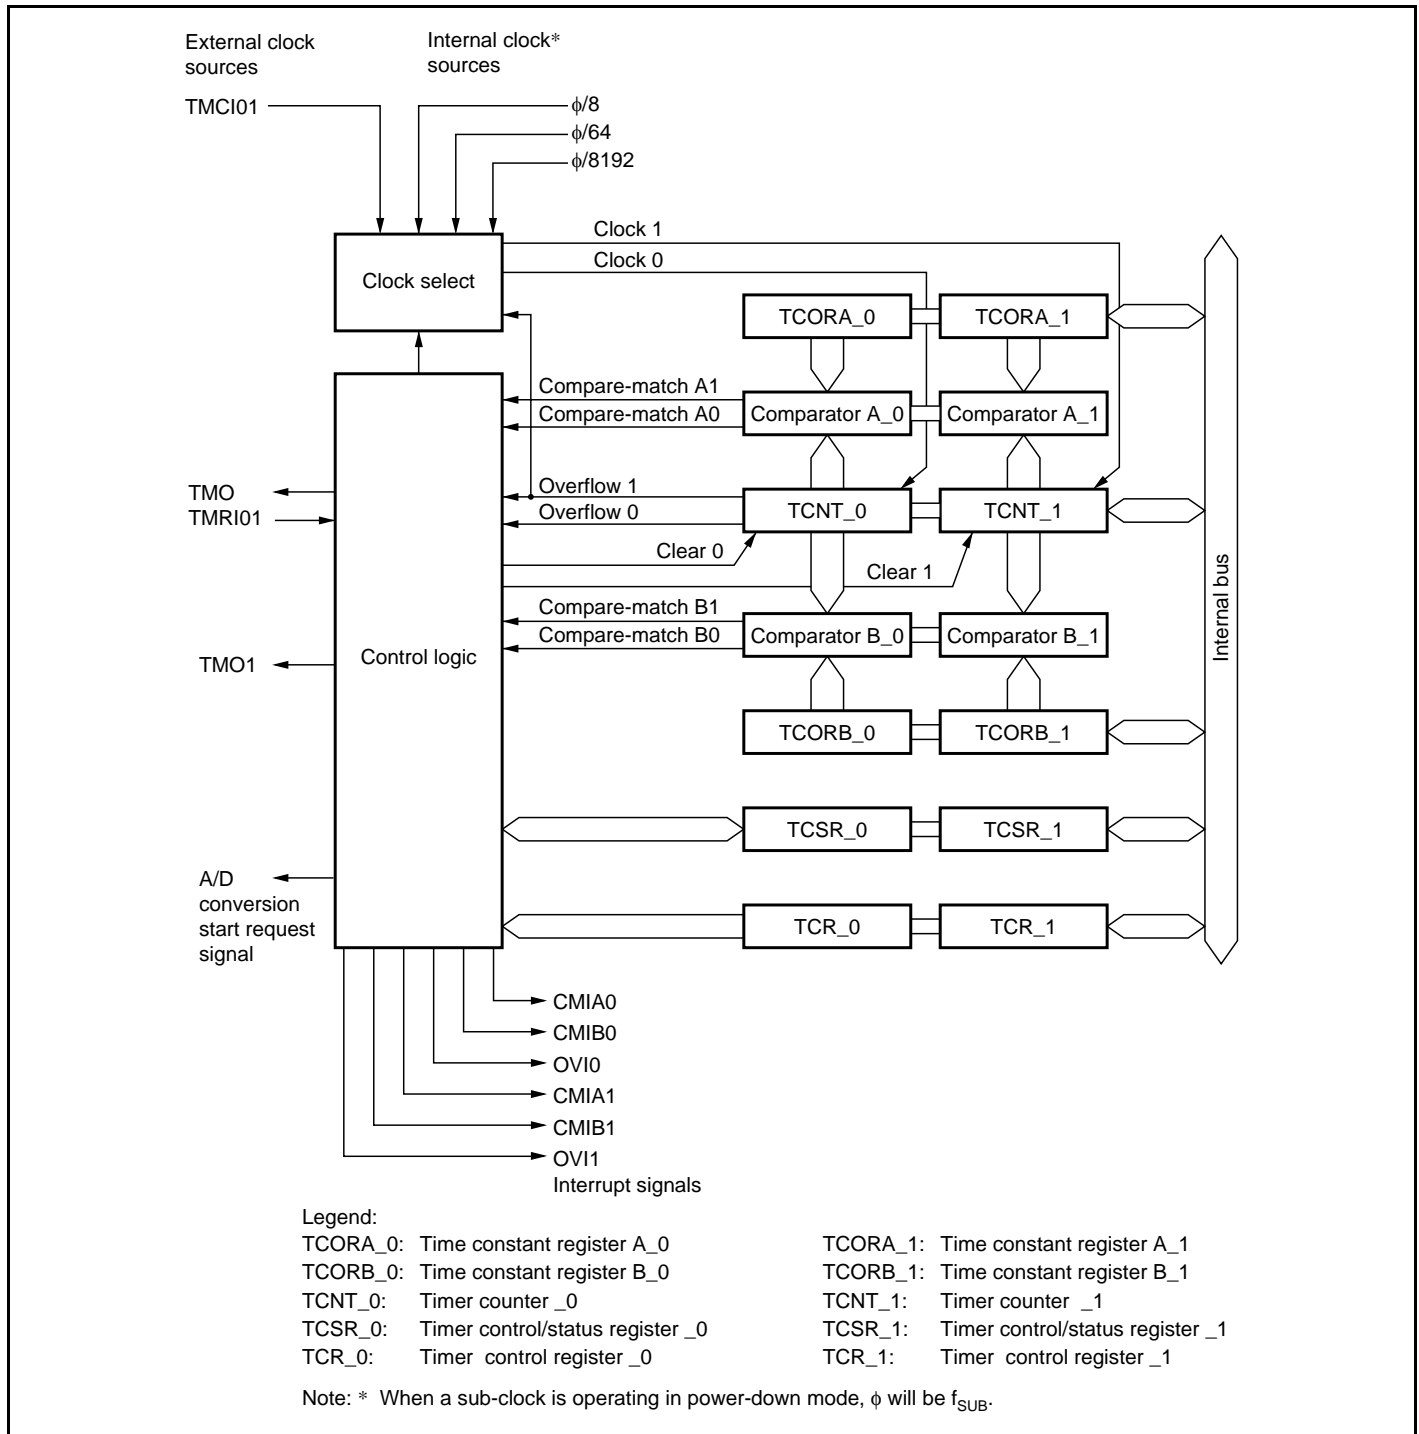 External clock
sources
Internal clock*
sources
TMCI01
ϕ/8
ϕ/64
ϕ/8192
Clock 1
Clock 0
Clock select
TCORA_0
TCORA_1
Compare-match A1
Compare-match A0
Comparator A_0
Comparator A_1
TMO
TMRI01
Overflow 1
Overflow 0
TCNT_0
TCNT_1
Clear 0
Clear 1
Internal bus
Compare-match B1
Compare-match B0
Comparator B_0
Comparator B_1
TMO1
Control logic
TCORB_0
TCORB_1
TCSR_0
TCSR_1
A/D
conversion
start request
signal
TCR_0
TCR_1
CMIA0
CMIB0
OVI0
CMIA1
CMIB1
OVI1
Interrupt signals
Legend:
TCORA_0: Time constant register A_0
TCORA_1: Time constant register A_1
TCORB_0: Time constant register B_0
TCORB_1: Time constant register B_1
TCNT_0: Timer counter _0
TCNT_1: Timer counter _1
TCSR_0: Timer control/status register _0
TCSR_1: Timer control/status register _1
TCR_0: Timer control register _0
TCR_1: Timer control register _1
Note: * When a sub-clock is operating in power-down mode, ϕ will be fSUB.